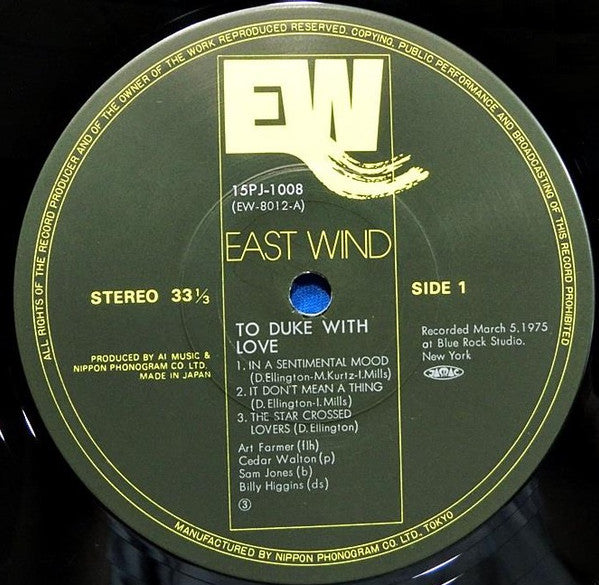 ALL RIGHTS OF THE RECORD PRODUCER AND OF THE OWNER OF THE WORK REPRODUCED RESERVED. COPYING, PUBLIC PERFORMANCE AND BROADCASTING OF THIS RECORD PROHIBITED
EW
15PJ-1008
(EW-8012-A)
EAST WIND
STEREO 33 1/3
SIDE 1
TO DUKE WITH
LOVE
Recorded March 5.1975
at Blue Rock Studio.
New York
JASRAC
PRODUCED BY AI MUSIC &
NIPPON PHONOGRAM CO. LTD.
MADE IN JAPAN
1. IN A SENTIMENTAL MOOD
(D.Ellington-M.Kurtz-I.Mills)
2. IT DON'T MEAN A THING
(D. Ellington-I.Mills)
3. THE STAR CROSSED
LOVERS (D. Ellington)
Art Farmer (flh)
Cedar Walton (p)
Sam Jones (b)
Billy Higgins (ds)
③
MANUFACTURED BY NIPPON PHONOGRAM CO. LTD., TOKYO